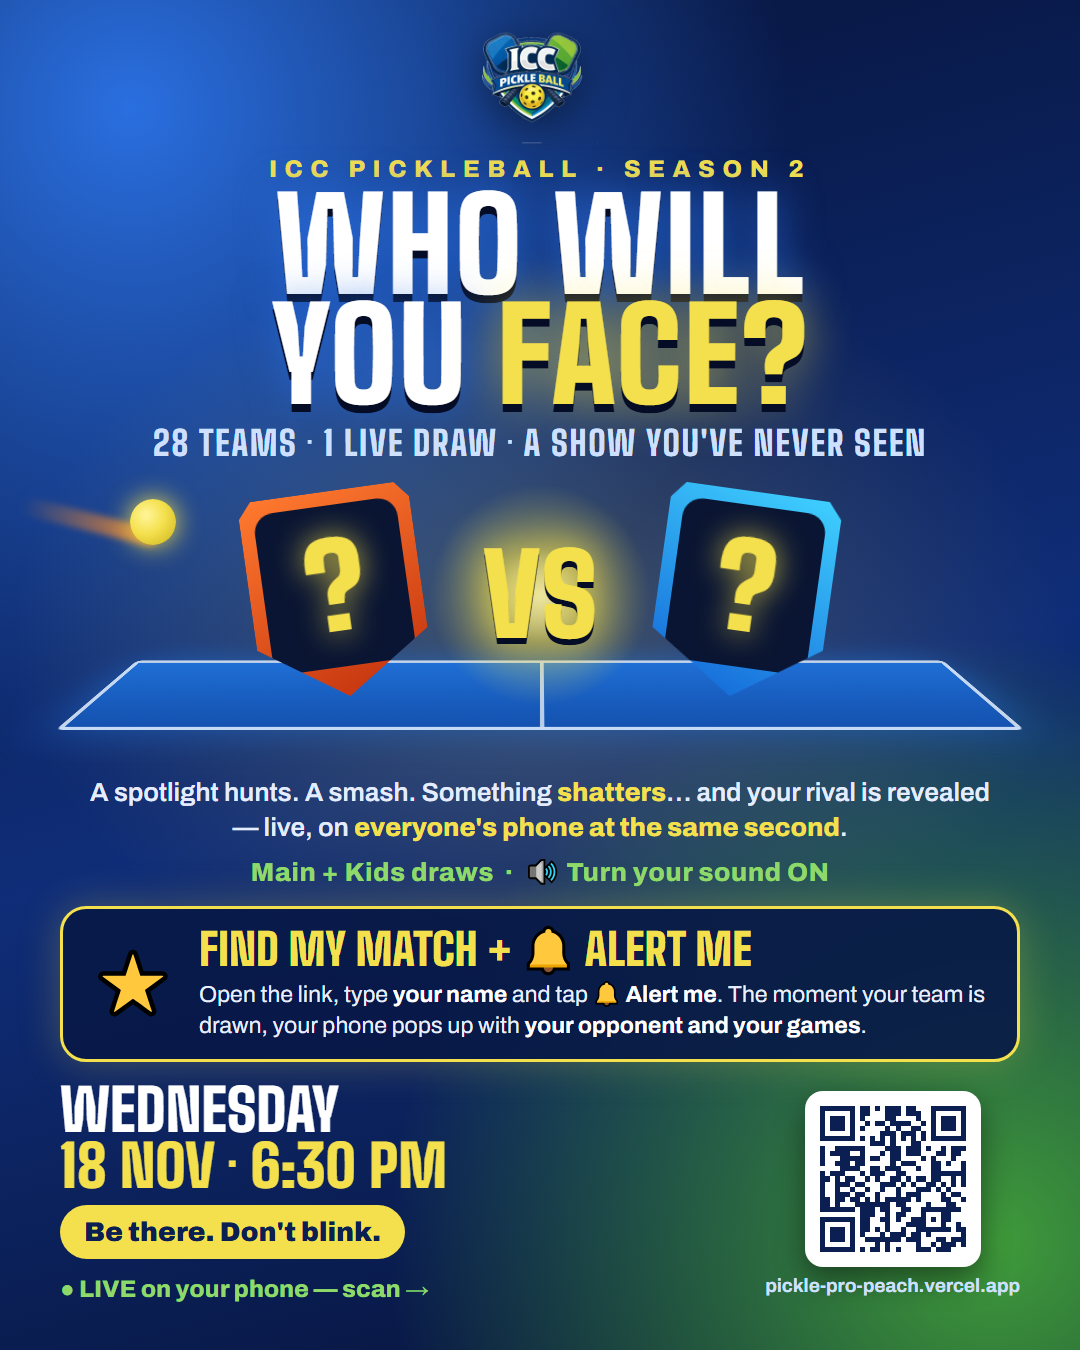 ICC
PICKLE BALL
ICC PICKLEBALL · SEASON 2
WHO WILL
YOU FACE?
28 TEAMS · 1 LIVE DRAW · A SHOW YOU'VE NEVER SEEN
? VS ?
A spotlight hunts. A smash. Something shatters… and your rival is revealed
— live, on everyone's phone at the same second.
Main + Kids draws · 🔊 Turn your sound ON
FIND MY MATCH + 🔔 ALERT ME
Open the link, type your name and tap 🔔 Alert me. The moment your team is
drawn, your phone pops up with your opponent and your games.
WEDNESDAY
18 NOV · 6:30 PM
Be there. Don't blink.
● LIVE on your phone — scan →
pickle-pro-peach.vercel.app